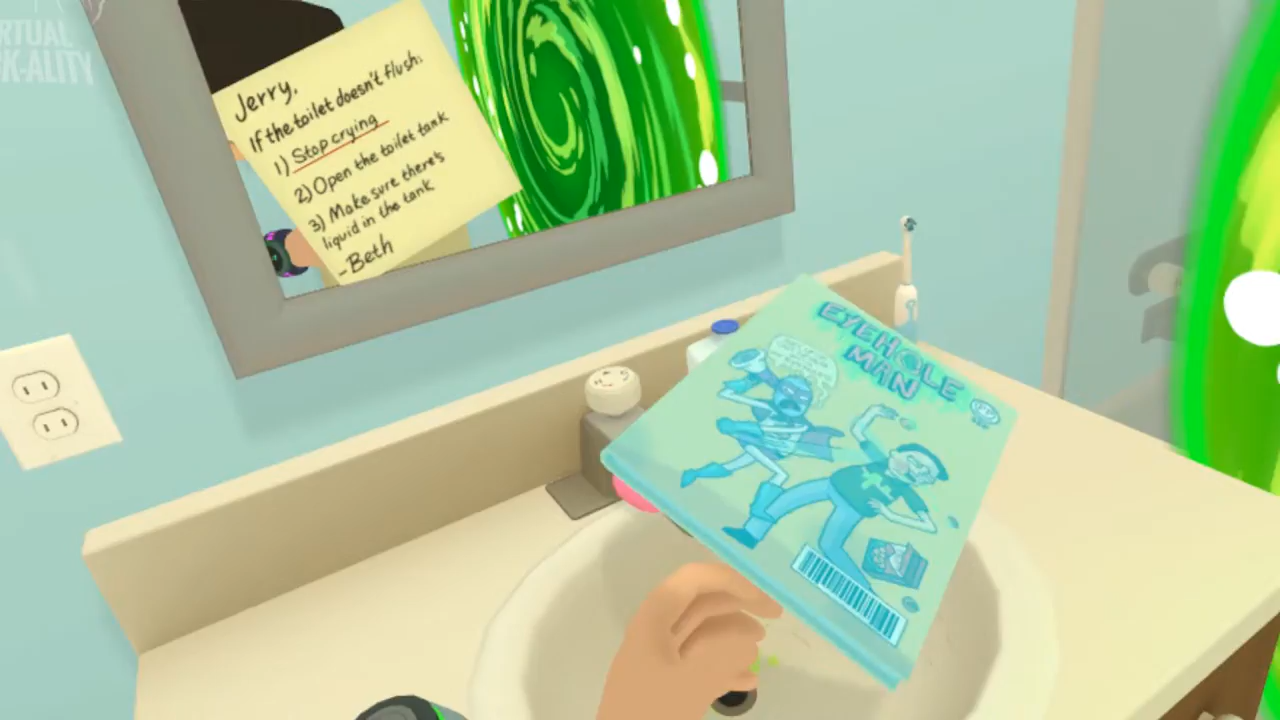 Jerry,
If the toilet doesn't flush:
1) Stop crying
2) Open the toilet tank
3) Make sure there's
liquid in the tank
-Beth
EYEHOLE
MAN